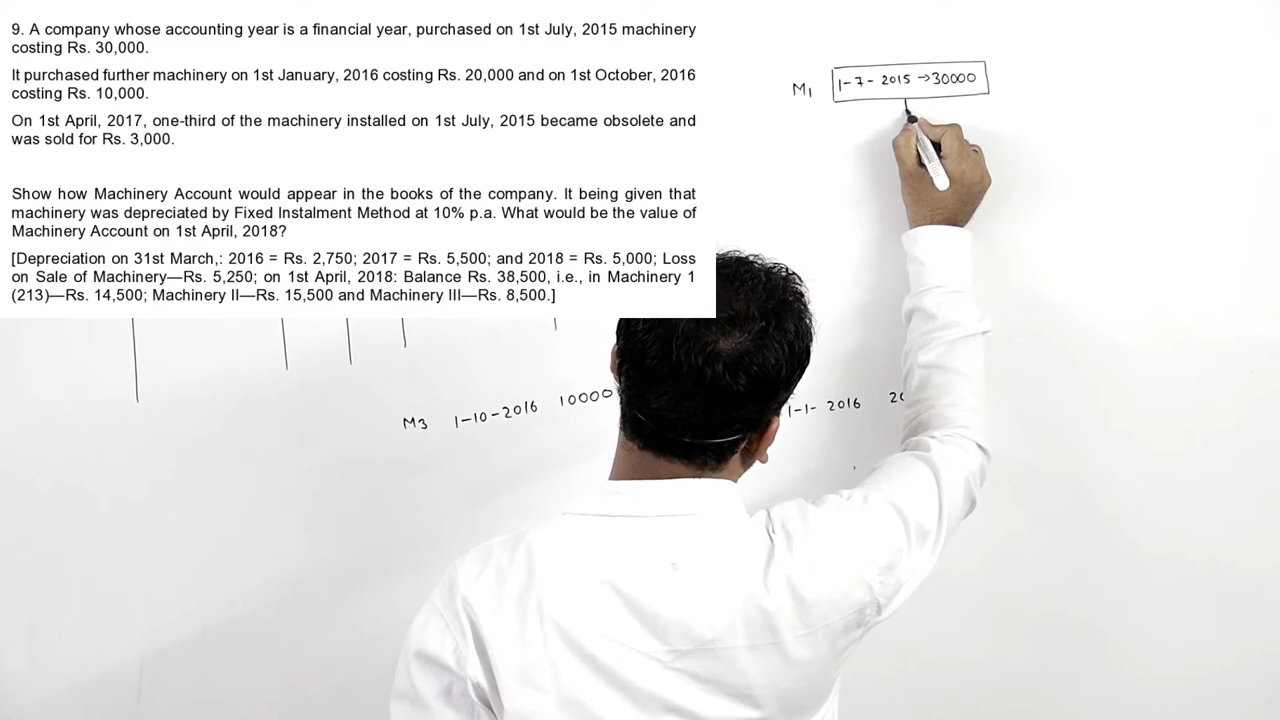 9. A company whose accounting year is a financial year, purchased on 1st July, 2015 machinery
costing Rs. 30,000.
It purchased further machinery on 1st January, 2016 costing Rs. 20,000 and on 1st October, 2016
costing Rs. 10,000.
On 1st April, 2017, one-third of the machinery installed on 1st July, 2015 became obsolete and
was sold for Rs. 3,000.
Show how Machinery Account would appear in the books of the company. It being given that
machinery was depreciated by Fixed Instalment Method at 10% p.a. What would be the value of
Machinery Account on 1st April, 2018?
[Depreciation on 31st March,: 2016 = Rs. 2,750; 2017 = Rs. 5,500; and 2018 = Rs. 5,000; Loss
on Sale of Machinery—Rs. 5,250; on 1st April, 2018: Balance Rs. 38,500, i.e., in Machinery 1
(213)—Rs. 14,500; Machinery II—Rs. 15,500 and Machinery III—Rs. 8,500.]
M1 1-7-2015 →30000
M3 1-10-2016 10000
1-1-2016